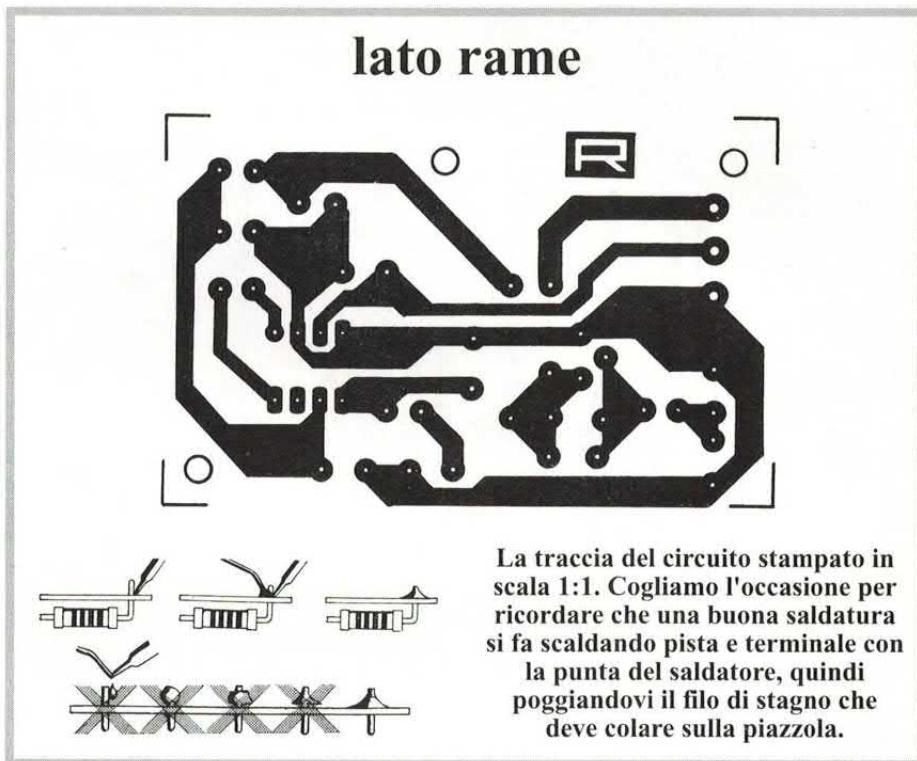 lato rame
R
La traccia del circuito stampato in
scala 1:1. Cogliamo l'occasione per
ricordare che una buona saldatura
si fa scaldando pista e terminale con
la punta del saldatore, quindi
poggiandovi il filo di stagno che
deve colare sulla piazzola.